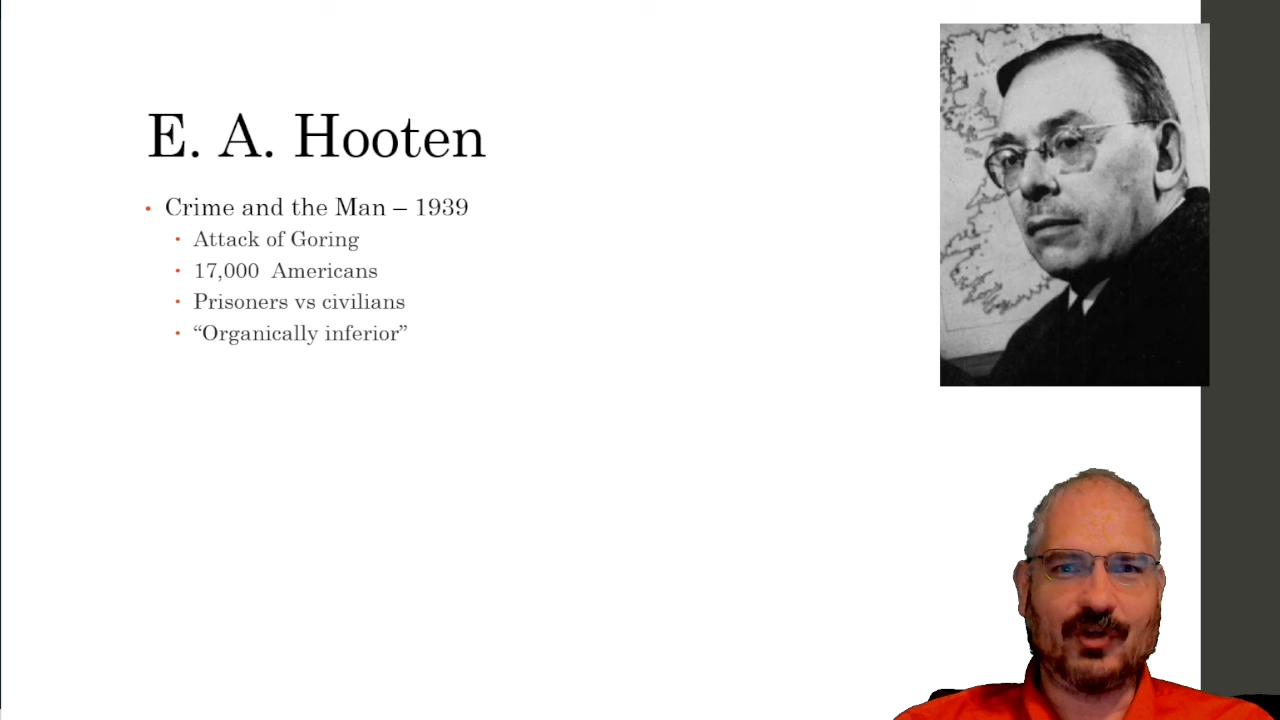 E. A. Hooten
• Crime and the Man – 1939
• Attack of Goring
• 17,000  Americans
• Prisoners vs civilians
• “Organically inferior”